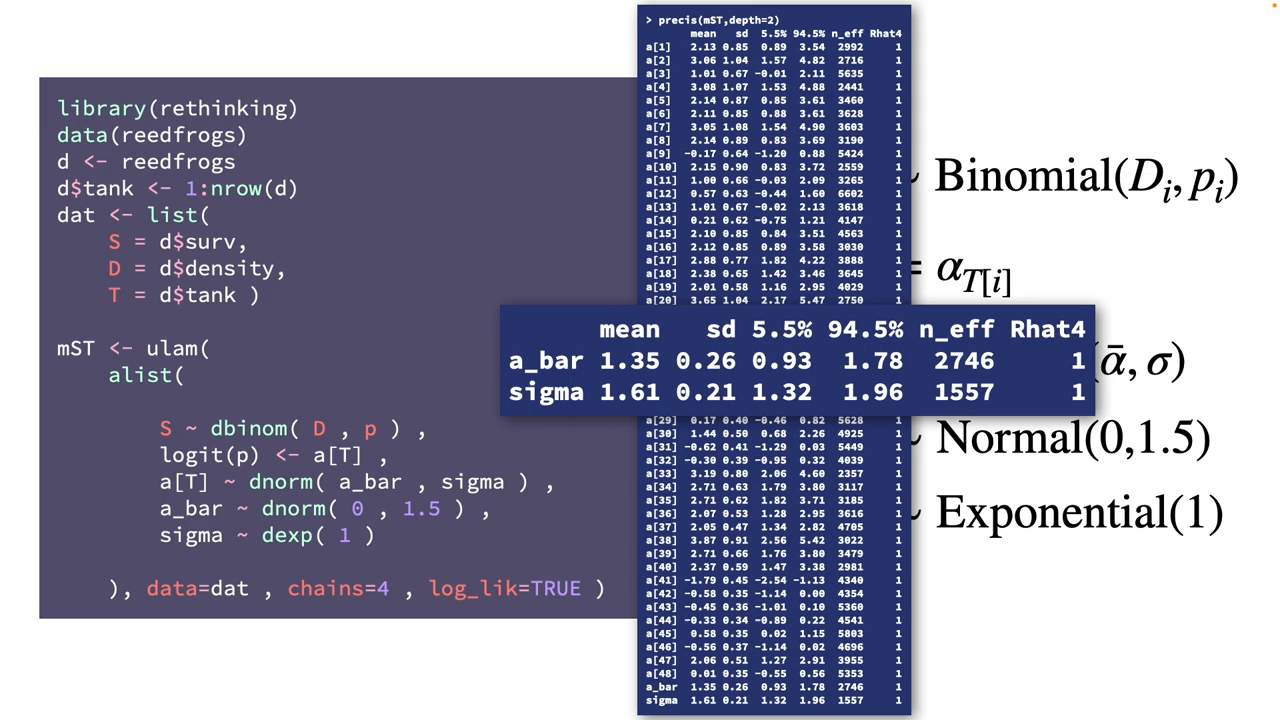 library(rethinking)
data(reedfrogs)
d <- reedfrogs
d$tank <- 1:nrow(d)
dat <- list(
S = d$surv,
D = d$density,
T = d$tank )
mST <- ulam(
alist(
S ~ dbinom( D , p ) ,
logit(p) <- a[T] ,
a[T] ~ dnorm( a_bar , sigma ) ,
a_bar ~ dnorm( 0 , 1.5 ) ,
sigma ~ dexp( 1 )
), data=dat , chains=4 , log_lik=TRUE )
> precis(mST,depth=2)
mean sd 5.5% 94.5% n_eff Rhat4
a[1] 2.13 0.85 0.89 3.54 2992 1
a[2] 3.06 1.04 1.57 4.82 2716 1
a[3] 1.01 0.67 -0.01 2.11 5635 1
a[4] 3.08 1.07 1.53 4.88 2441 1
a[5] 2.14 0.87 0.85 3.61 3460 1
a[6] 2.11 0.85 0.88 3.61 3628 1
a[7] 3.05 1.08 1.54 4.90 3603 1
a[8] 2.14 0.89 0.83 3.69 3190 1
a[9] -0.17 0.64 -1.20 0.88 5424 1
a[10] 2.15 0.90 0.83 3.72 2559 1
a[11] 1.00 0.66 -0.03 2.09 3265 1
a[12] 0.57 0.63 -0.44 1.60 6602 1
a[13] 1.01 0.67 -0.02 2.13 3618 1
a[14] 0.21 0.62 -0.75 1.21 4147 1
a[15] 2.10 0.85 0.84 3.51 4563 1
a[16] 2.12 0.85 0.89 3.58 3030 1
a[17] 2.88 0.77 1.82 4.22 3888 1
a[18] 2.38 0.65 1.42 3.46 3645 1
a[19] 2.01 0.58 1.16 2.95 4029 1
a[20] 3.65 1.04 2.17 5.47 2750 1
mean sd 5.5% 94.5% n_eff Rhat4
a_bar 1.35 0.26 0.93 1.78 2746 1
sigma 1.61 0.21 1.32 1.96 1557 1
a[29] 0.17 0.40 -0.46 0.82 5628 1
a[30] 1.44 0.50 0.68 2.26 4925 1
a[31] -0.62 0.41 -1.29 0.03 5449 1
a[32] -0.30 0.39 -0.95 0.32 4039 1
a[33] 3.19 0.80 2.06 4.60 2357 1
a[34] 2.71 0.63 1.79 3.80 3117 1
a[35] 2.71 0.62 1.82 3.71 3185 1
a[36] 2.07 0.53 1.28 2.95 3616 1
a[37] 2.05 0.47 1.34 2.82 4705 1
a[38] 3.87 0.91 2.56 5.42 3022 1
a[39] 2.71 0.66 1.76 3.80 3479 1
a[40] 2.37 0.59 1.47 3.38 2981 1
a[41] -1.79 0.45 -2.54 -1.13 4340 1
a[42] -0.58 0.35 -1.14 0.00 4354 1
a[43] -0.45 0.36 -1.01 0.10 5360 1
a[44] -0.33 0.34 -0.89 0.22 4541 1
a[45] 0.58 0.35 0.02 1.15 5803 1
a[46] -0.56 0.37 -1.14 0.02 4696 1
a[47] 2.06 0.51 1.27 2.91 3955 1
a[48] 0.01 0.35 -0.55 0.56 5353 1
a_bar 1.35 0.26 0.93 1.78 2746 1
sigma 1.61 0.21 1.32 1.96 1557 1
~ Binomial(Dᵢ, pᵢ)
= α_T[i]
(ᾱ, σ)
~ Normal(0,1.5)
~ Exponential(1)